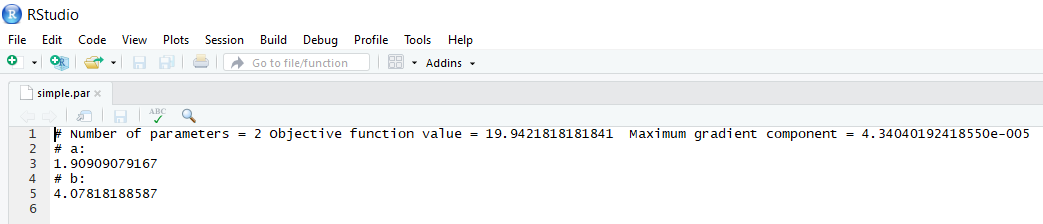 RStudio
File Edit Code View Plots Session Build Debug Profile Tools Help
Go to file/function Addins
simple.par
ABC
1 # Number of parameters = 2 Objective function value = 19.9421818181841 Maximum gradient component = 4.34040192418550e-005
2 # a:
3 1.90909079167
4 # b:
5 4.07818188587
6